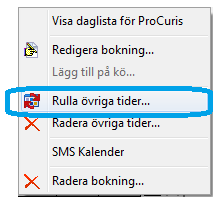 Visa daglista för ProCuris
Redigera bokning...
Lägg till på kö...
Rulla övriga tider...
Radera övriga tider...
SMS Kalender
Radera bokning...